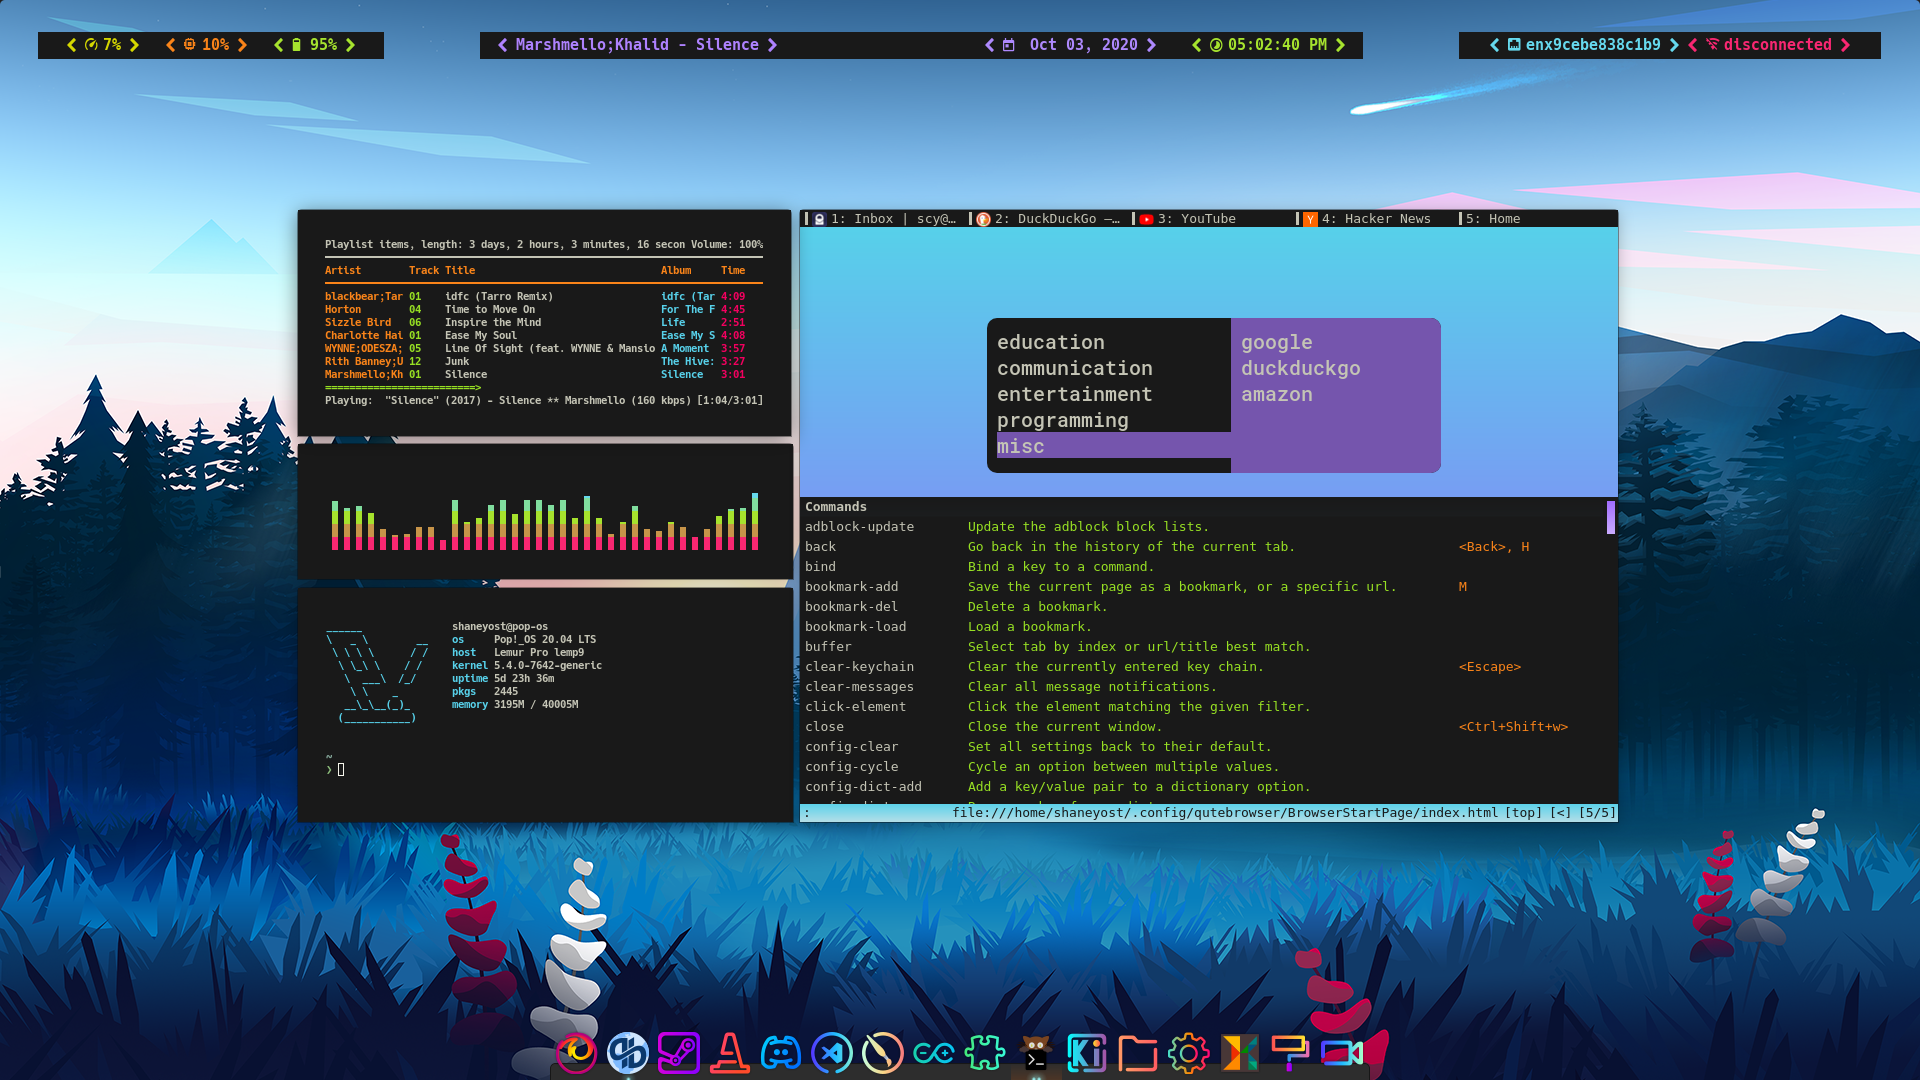 7% 10% 95%
Marshmello;Khalid - Silence
Oct 03, 2020 05:02:40 PM
enx9cebe838c1b9 disconnected
Playlist items, length: 3 days, 2 hours, 3 minutes, 16 secon Volume: 100%
Artist Track Title Album Time
blackbear;Tar 01 idfc (Tarro Remix) idfc (Tar 4:09
Horton 04 Time to Move On For The F 4:45
Sizzle Bird 06 Inspire the Mind Life 2:51
Charlotte Hai 01 Ease My Soul Ease My S 4:08
WYNNE;ODESZA; 05 Line Of Sight (feat. WYNNE & Mansio A Moment 3:57
Rith Banney;U 12 Junk The Hive: 3:27
Marshmello;Kh 01 Silence Silence 3:01
Playing: "Silence" (2017) - Silence ** Marshmello (160 kbps) [1:04/3:01]
shaneyost@pop-os
os Pop!_OS 20.04 LTS
host Lemur Pro lemp9
kernel 5.4.0-7642-generic
uptime 5d 23h 36m
pkgs 2445
memory 3195M / 40005M
~
❯
1: Inbox | scy@… 2: DuckDuckGo —… 3: YouTube 4: Hacker News 5: Home
education google
communication duckduckgo
entertainment amazon
programming
misc
Commands
adblock-update Update the adblock block lists.
back Go back in the history of the current tab. <Back>, H
bind Bind a key to a command.
bookmark-add Save the current page as a bookmark, or a specific url. M
bookmark-del Delete a bookmark.
bookmark-load Load a bookmark.
buffer Select tab by index or url/title best match.
clear-keychain Clear the currently entered key chain. <Escape>
clear-messages Clear all message notifications.
click-element Click the element matching the given filter.
close Close the current window. <Ctrl+Shift+w>
config-clear Set all settings back to their default.
config-cycle Cycle an option between multiple values.
config-dict-add Add a key/value pair to a dictionary option.
: file:///home/shaneyost/.config/qutebrowser/BrowserStartPage/index.html [top] [<] [5/5]
Ki